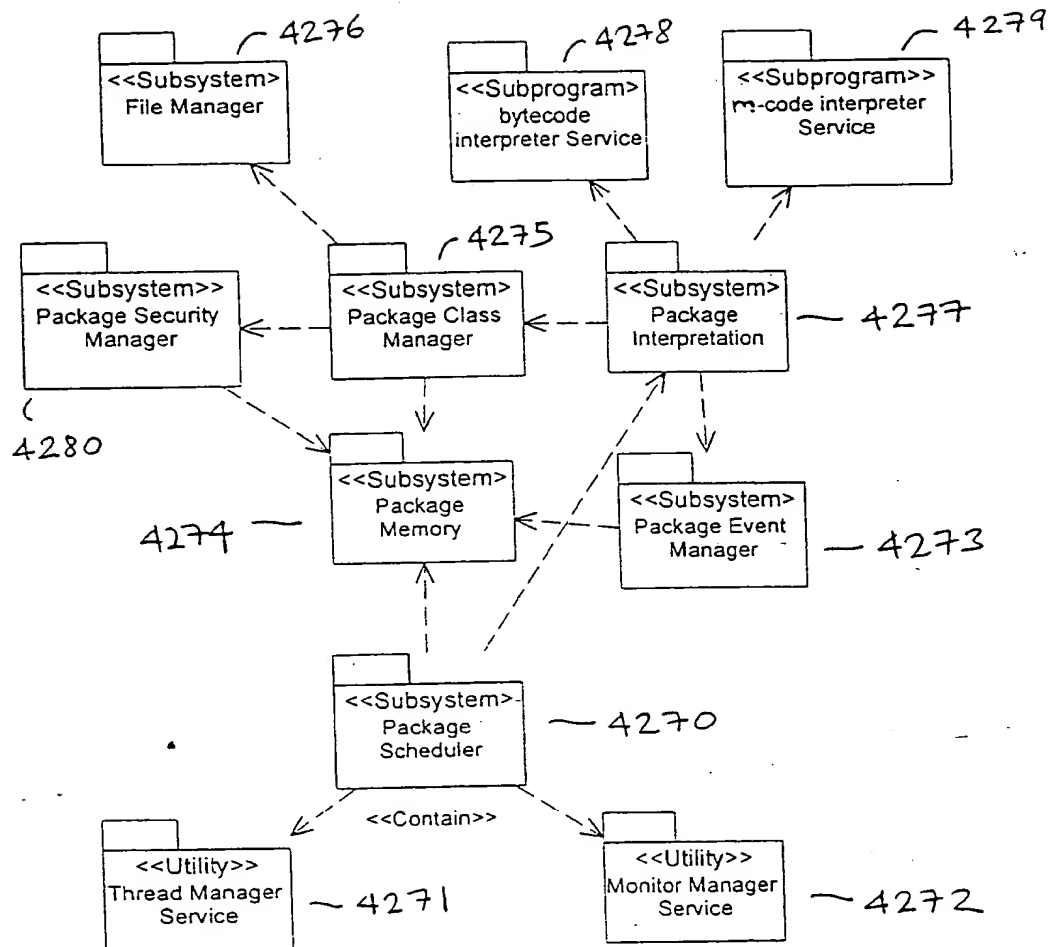 4276
4278
4279
<<Subsystem>
File Manager
<<Subprogram>
bytecode
interpreter Service
<<Subprogram>>
m-code interpreter
Service
4275
<<Subsystem>>
Package Security
Manager
<<Subsystem>
Package Class
Manager
<<Subsystem>
Package
Interpretation
4277
4280
<<Subsystem>
Package
Memory
4274
<<Subsystem>
Package Event
Manager
4273
<<Subsystem>
Package
Scheduler
4270
<<Contain>>
<<Utility>>
Thread Manager
Service
4271
<<Utility>>
Monitor Manager
Service
4272